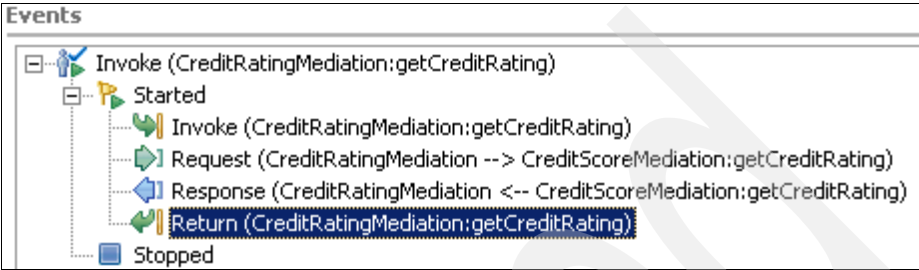 Events
Invoke (CreditRatingMediation:getCreditRating)
Started
Invoke (CreditRatingMediation:getCreditRating)
Request (CreditRatingMediation --> CreditScoreMediation:getCreditRating)
Response (CreditRatingMediation <-- CreditScoreMediation:getCreditRating)
Return (CreditRatingMediation:getCreditRating)
Stopped